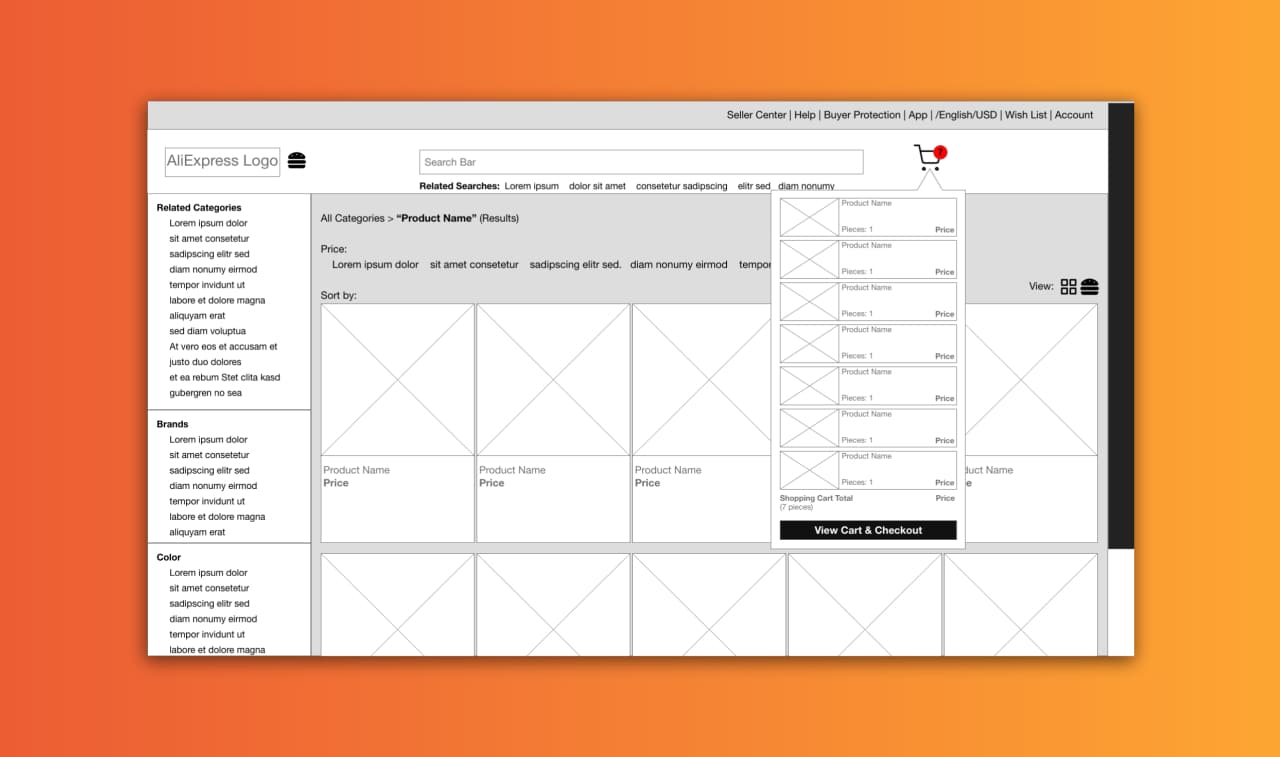 Seller Center | Help | Buyer Protection | App | /English/USD | Wish List | Account
AliExpress Logo
Search Bar
7
Related Searches: Lorem ipsum dolor sit amet consetetur sadipscing elitr sed diam nonumy
Related Categories
Lorem ipsum dolor
sit amet consetetur
sadipscing elitr sed
diam nonumy eirmod
tempor invidunt ut
labore et dolore magna
aliquyam erat
sed diam voluptua
At vero eos et accusam et
justo duo dolores
et ea rebum Stet clita kasd
gubergren no sea
Brands
Lorem ipsum dolor
sit amet consetetur
sadipscing elitr sed
diam nonumy eirmod
tempor invidunt ut
labore et dolore magna
aliquyam erat
Color
Lorem ipsum dolor
sit amet consetetur
sadipscing elitr sed
diam nonumy eirmod
tempor invidunt ut
labore et dolore magna
All Categories > “Product Name” (Results)
Price:
Lorem ipsum dolor sit amet consetetur sadipscing elitr sed. diam nonumy eirmod tempor
Sort by:
View:
Product Name
Price
Product Name
Price
Product Name
Price
duct Name
e
Product Name
Pieces: 1 Price
Product Name
Pieces: 1 Price
Product Name
Pieces: 1 Price
Product Name
Pieces: 1 Price
Product Name
Pieces: 1 Price
Product Name
Pieces: 1 Price
Product Name
Pieces: 1 Price
Shopping Cart Total Price
(7 pieces)
View Cart & Checkout